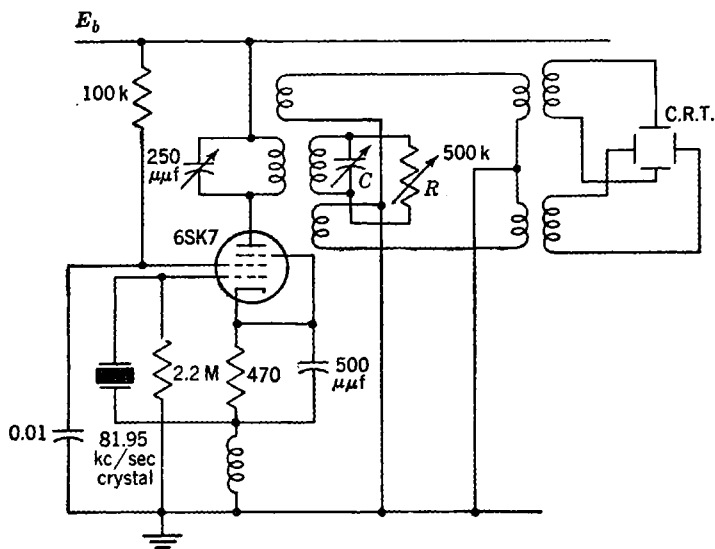 E_b
100 k
250
μμf
C
500 k
R
C.R.T.
6SK7
2.2 M
470
500
μμf
0.01
81.95
kc/sec
crystal